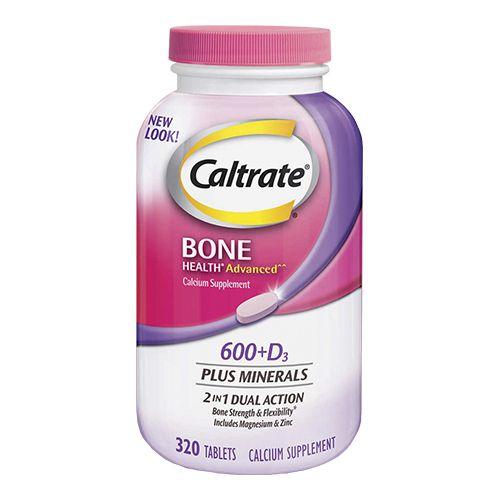 NEW
LOOK!
Caltrate®
BONE
HEALTH* Advanced^^
Calcium Supplement
600+D3
PLUS MINERALS
2 IN 1 DUAL ACTION
Bone Strength & Flexibility*
Includes Magnesium & Zinc
320 TABLETS CALCIUM SUPPLEMENT